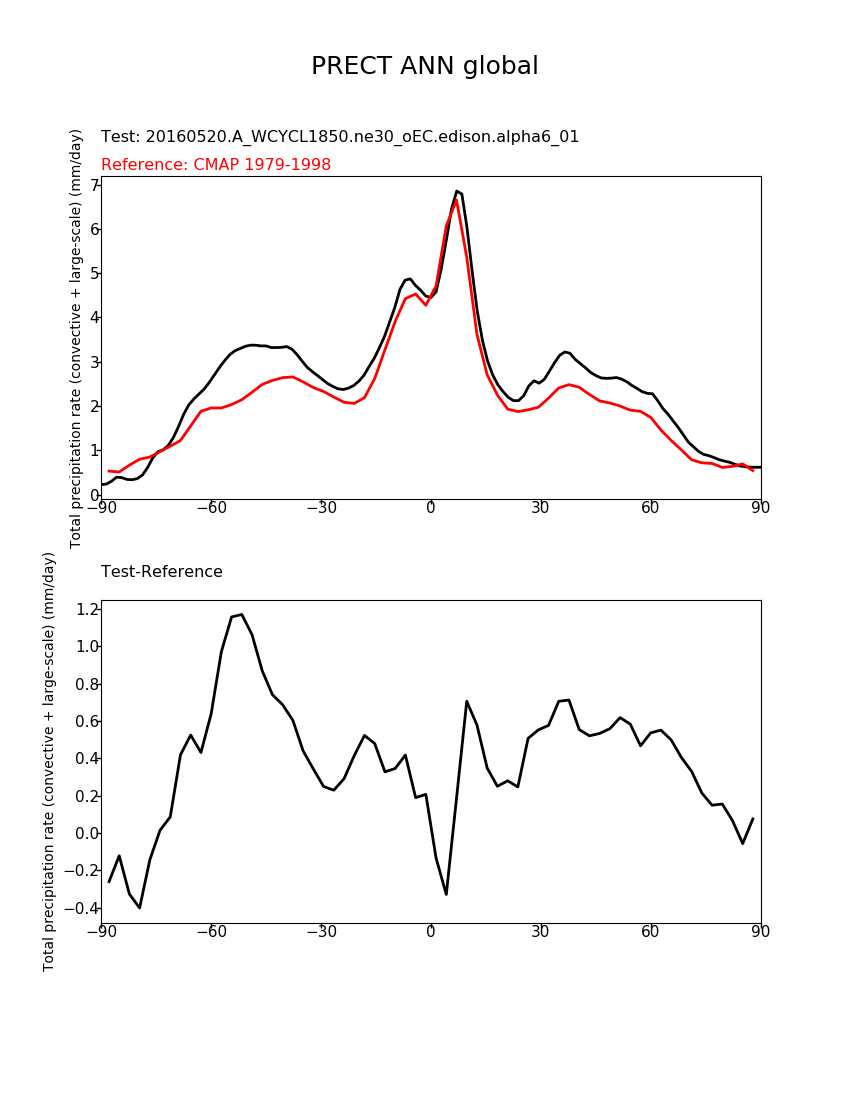 PRECT ANN global
Test: 20160520.A_WCYCL1850.ne30_oEC.edison.alpha6_01
Reference: CMAP 1979-1998
Total precipitation rate (convective + large-scale) (mm/day)
7
6
5
4
3
2
1
0
−90 −60 −30 0 30 60 90
Test-Reference
Total precipitation rate (convective + large-scale) (mm/day)
1.2
1.0
0.8
0.6
0.4
0.2
0.0
−0.2
−0.4
−90 −60 −30 0 30 60 90